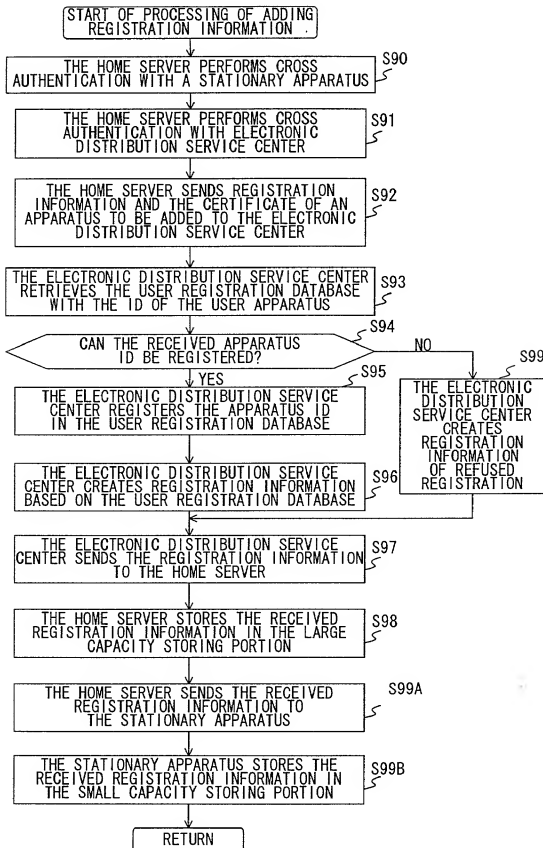 START OF PROCESSING OF ADDING
REGISTRATION INFORMATION
S90
THE HOME SERVER PERFORMS CROSS
AUTHENTICATION WITH A STATIONARY APPARATUS
S91
THE HOME SERVER PERFORMS CROSS
AUTHENTICATION WITH ELECTRONIC
DISTRIBUTION SERVICE CENTER
S92
THE HOME SERVER SENDS REGISTRATION
INFORMATION AND THE CERTIFICATE OF AN
APPARATUS TO BE ADDED TO THE ELECTRONIC
DISTRIBUTION SERVICE CENTER
S93
THE ELECTRONIC DISTRIBUTION SERVICE CENTER
RETRIEVES THE USER REGISTRATION DATABASE
WITH THE ID OF THE USER APPARATUS
S94
CAN THE RECEIVED APPARATUS
ID BE REGISTERED?
NO
YES
S95
THE ELECTRONIC DISTRIBUTION SERVICE
CENTER REGISTERS THE APPARATUS ID
IN THE USER REGISTRATION DATABASE
S99
THE ELECTRONIC
DISTRIBUTION
SERVICE CENTER
CREATES
REGISTRATION
INFORMATION
OF REFUSED
REGISTRATION
THE ELECTRONIC DISTRIBUTION SERVICE
CENTER CREATES REGISTRATION INFORMATION
BASED ON THE USER REGISTRATION DATABASE
S96
THE ELECTRONIC DISTRIBUTION SERVICE
CENTER SENDS THE REGISTRATION INFORMATION
TO THE HOME SERVER
S97
THE HOME SERVER STORES THE RECEIVED
REGISTRATION INFORMATION IN THE LARGE
CAPACITY STORING PORTION
S98
THE HOME SERVER SENDS THE RECEIVED
REGISTRATION INFORMATION TO
THE STATIONARY APPARATUS
S99A
THE STATIONARY APPARATUS STORES THE
RECEIVED REGISTRATION INFORMATION IN
THE SMALL CAPACITY STORING PORTION
S99B
RETURN